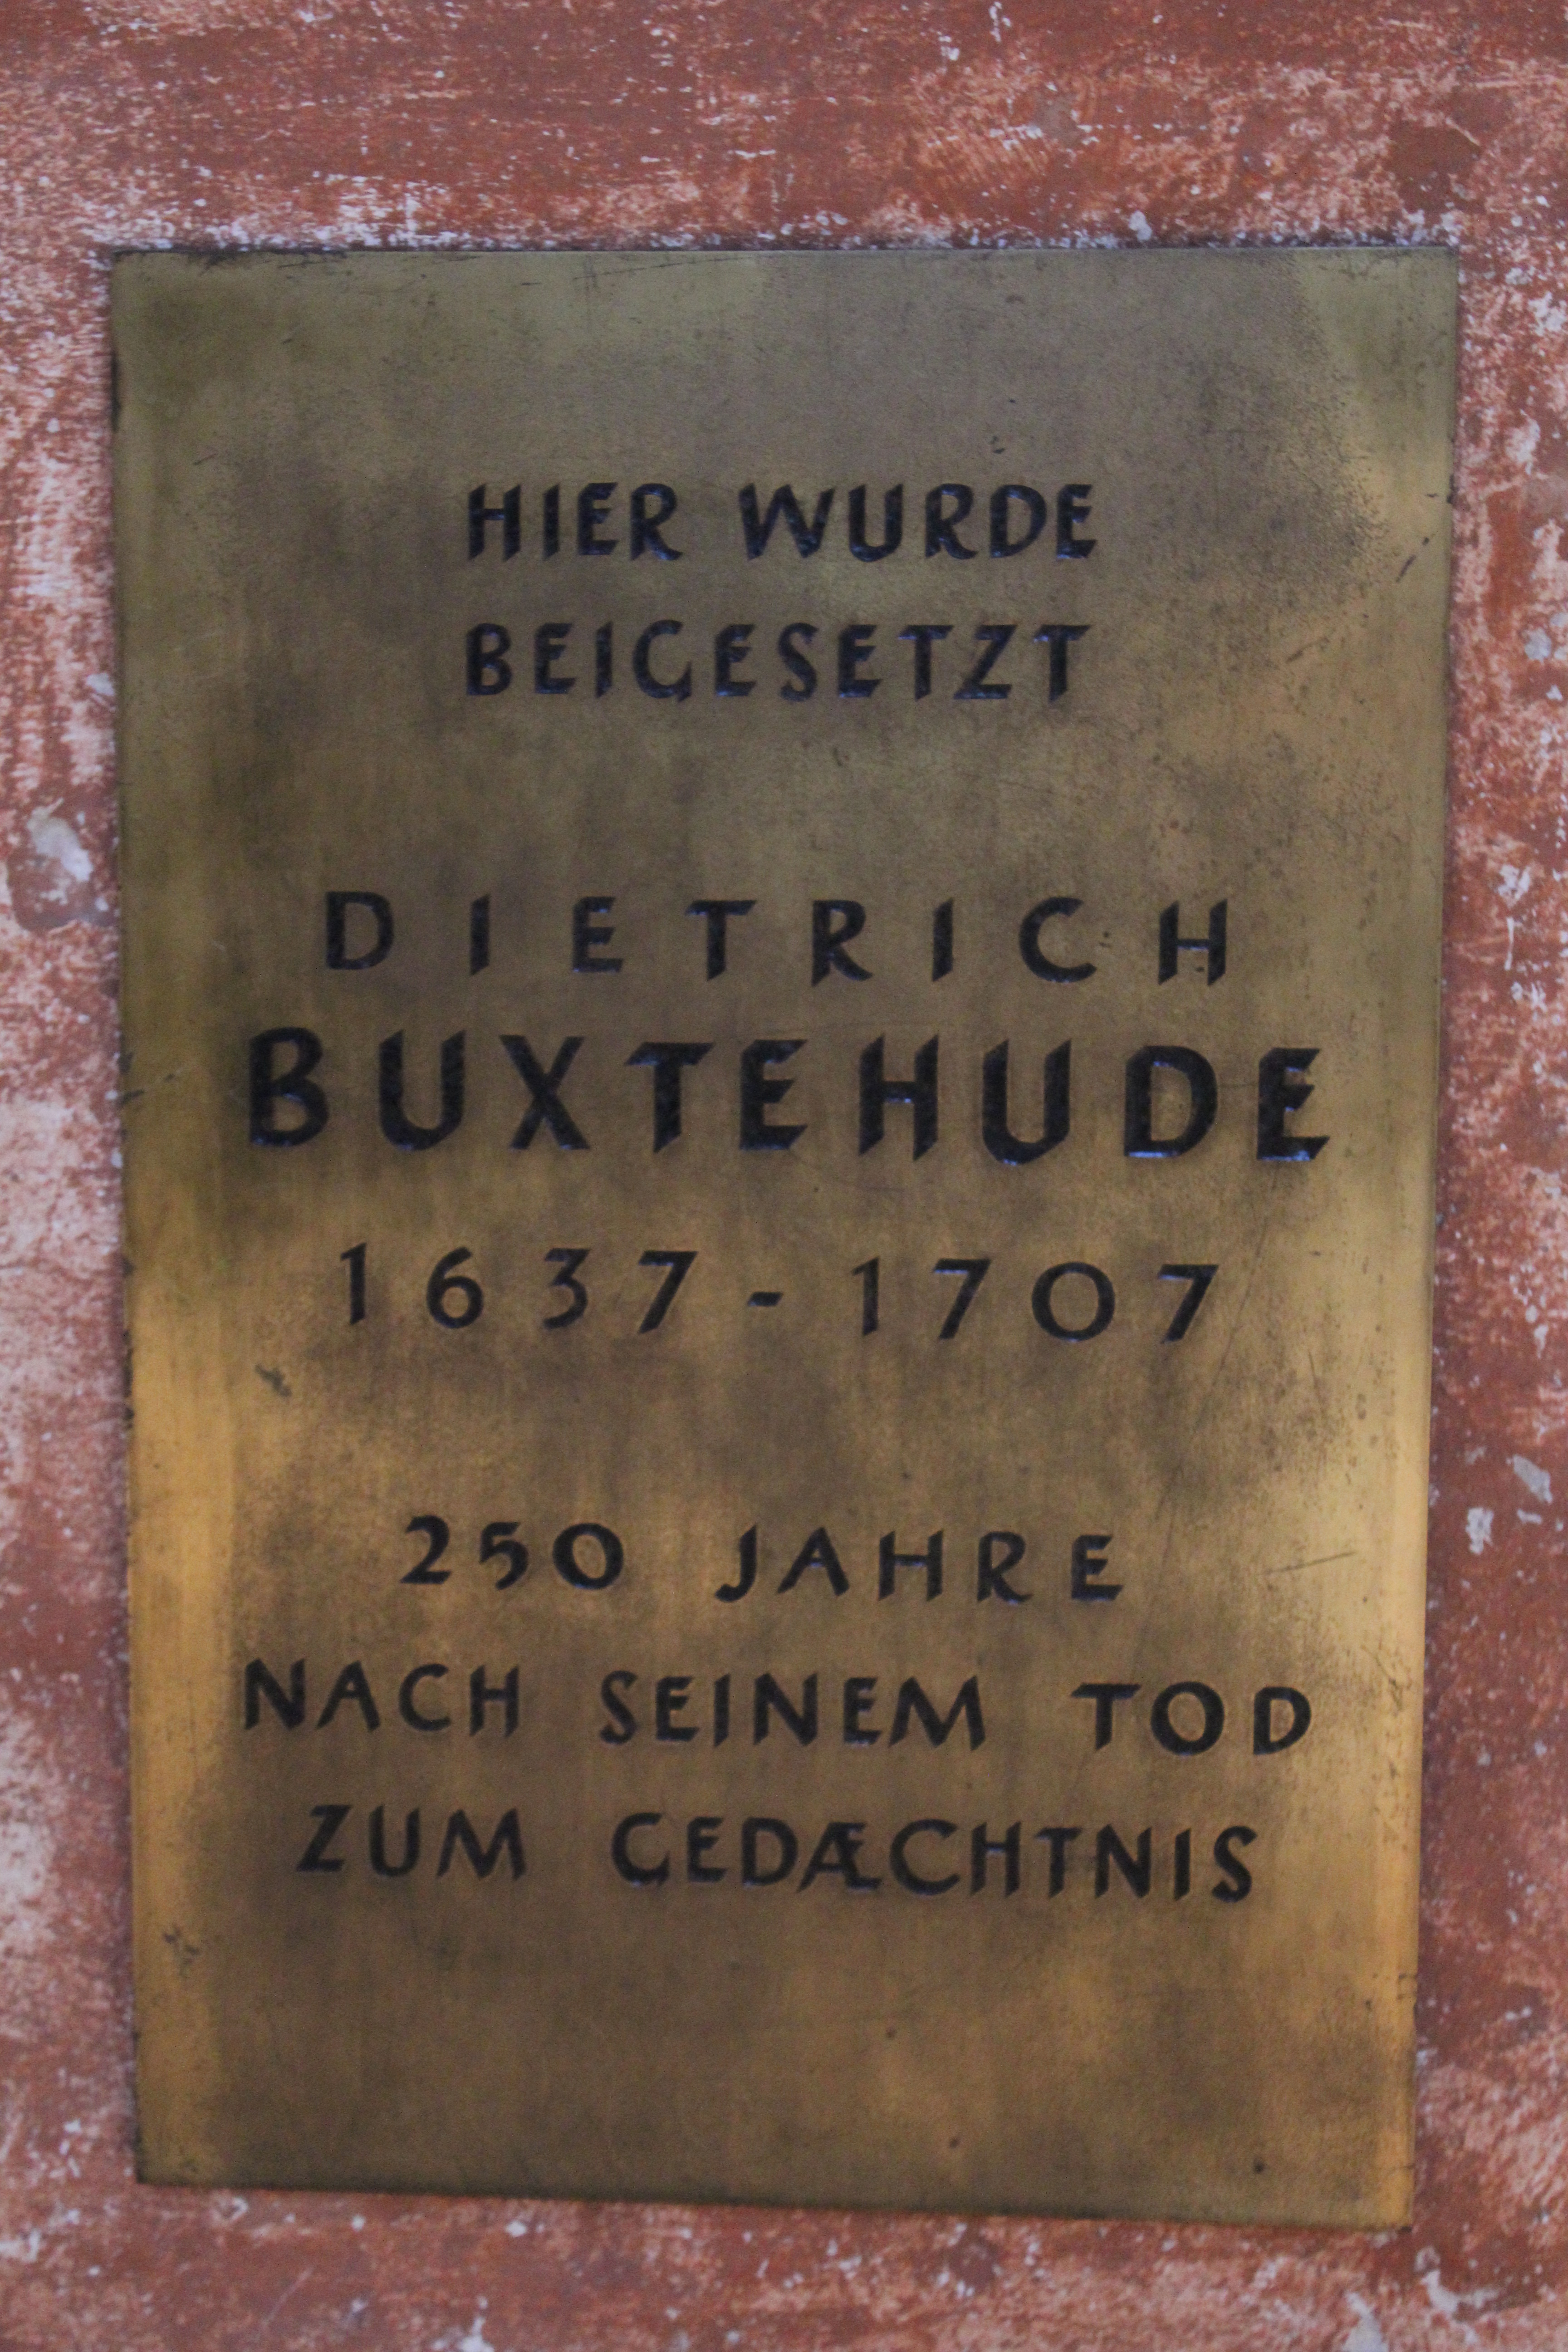 HIER WURDE
BEIGESETZT
DIETRICH
BUXTEHUDE
1637-1707
250 JAHRE
NACH SEINEM TOD
ZUM GEDÆCHTNIS